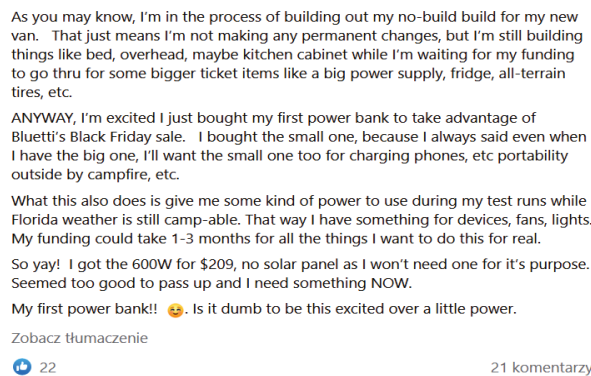 As you may know, I'm in the process of building out my no-build build for my new
van.   That just means I'm not making any permanent changes, but I'm still building
things like bed, overhead, maybe kitchen cabinet while I'm waiting for my funding
to go thru for some bigger ticket items like a big power supply, fridge, all-terrain
tires, etc.
ANYWAY, I'm excited I just bought my first power bank to take advantage of
Bluetti's Black Friday sale.   I bought the small one, because I always said even when
I have the big one, I'll want the small one too for charging phones, etc portability
outside by campfire, etc.
What this also does is give me some kind of power to use during my test runs while
Florida weather is still camp-able. That way I have something for devices, fans, lights.
My funding could take 1-3 months for all the things I want to do this for real.
So yay!  I got the 600W for $209, no solar panel as I won't need one for it's purpose.
Seemed too good to pass up and I need something NOW.
My first power bank!!  😊. Is it dumb to be this excited over a little power.
Zobacz tłumaczenie
22
21 komentarzy